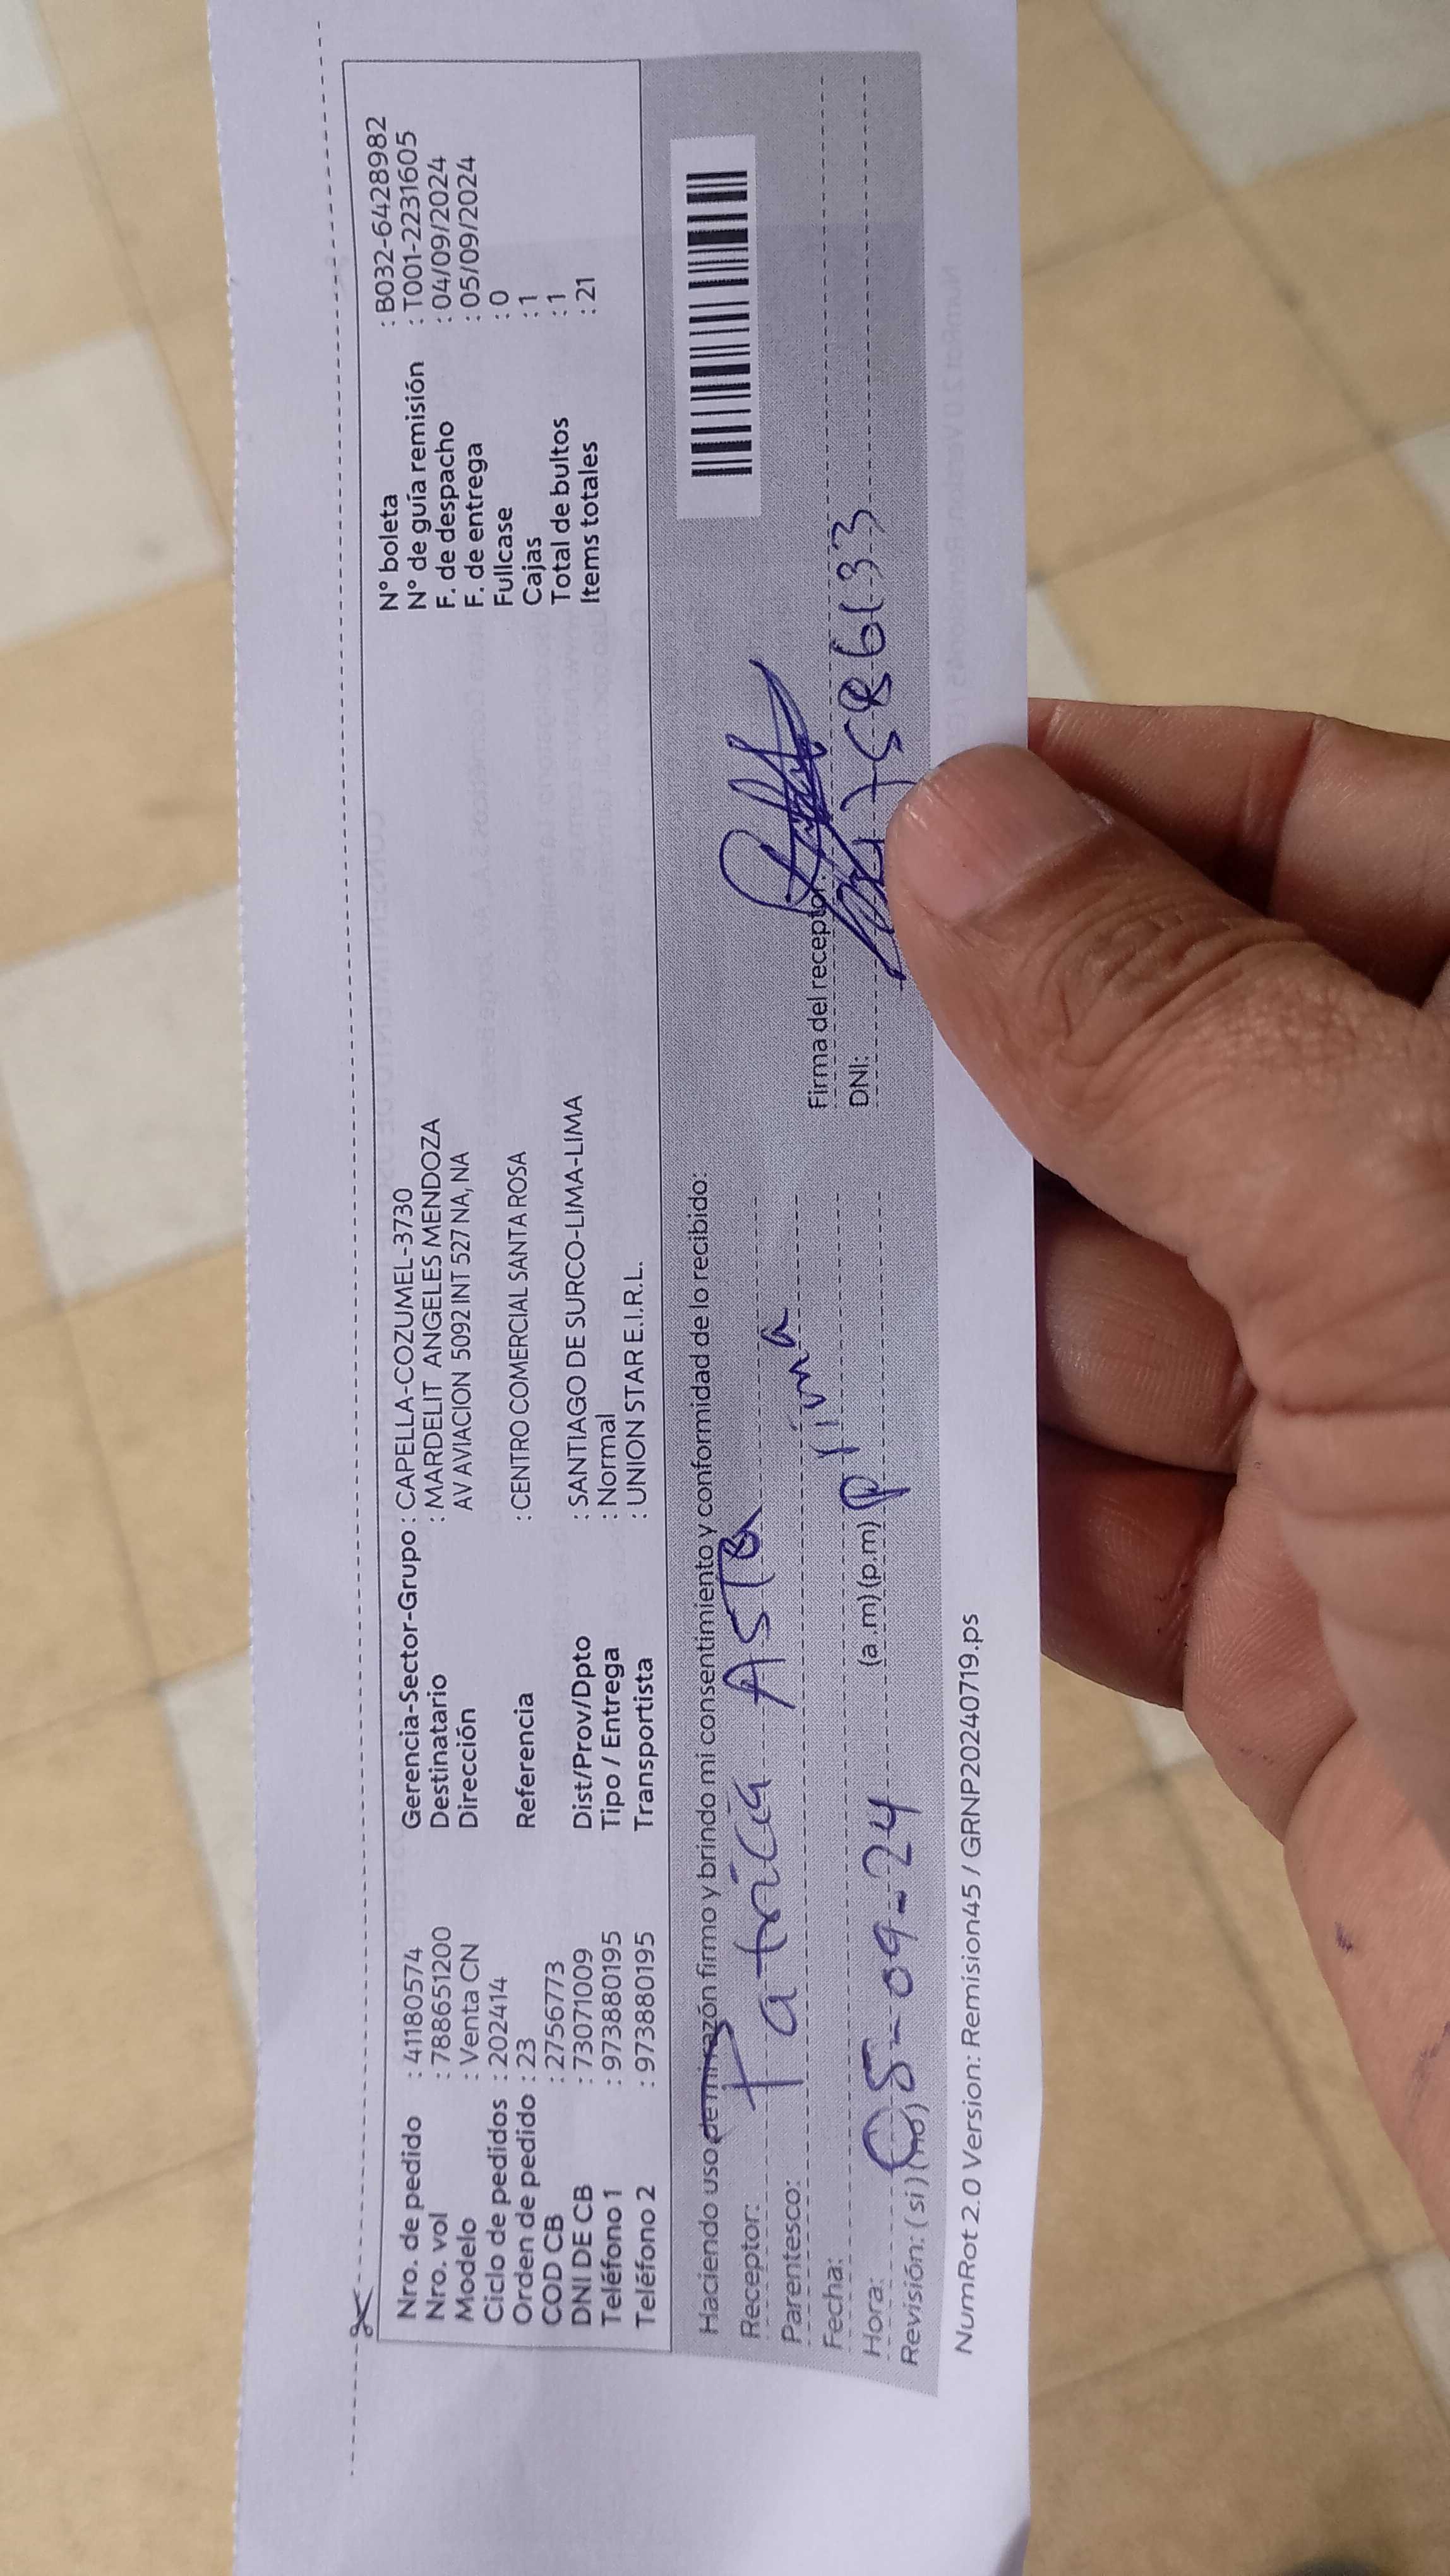 Nro. de pedido : 41180574 Gerencia-Sector-Grupo : CAPELLA-COZUMEL-3730 N° boleta : B032-6428982
Nro. vol : 788651200 Destinatario : MARDELIT ANGELES MENDOZA N° de guía remisión : T001-2231605
Modelo : Venta CN Dirección AV AVIACION 5092 INT 527 NA, NA F. de despacho : 04/09/2024
Ciclo de pedidos : 202414 F. de entrega : 05/09/2024
Orden de pedido : 23 Referencia : CENTRO COMERCIAL SANTA ROSA Fullcase : 0
COD CB : 2756773 Cajas : 1
DNI DE CB : 73071009 Dist/Prov/Dpto : SANTIAGO DE SURCO-LIMA-LIMA Total de bultos : 1
Teléfono 1 : 973880195 Tipo / Entrega : Normal Items totales : 21
Teléfono 2 : 973880195 Transportista : UNION STAR E.I.R.L.
Haciendo uso de mi razón firmo y brindo mi consentimiento y conformidad de lo recibido:
Receptor: Patricia
Parentesco: prima
Fecha: 05-09-24 Firma del receptor:
Hora: (a.m) (p.m) DNI:
Revisión: (si) (no)
NumRot 2.0 Version: Remision45 / GRNP20240719.ps